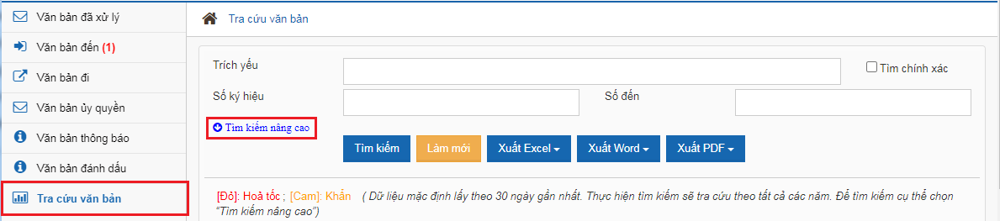 Văn bản đã xử lý
Văn bản đến (1)
Văn bản đi
Văn bản ủy quyền
Văn bản thông báo
Văn bản đánh dấu
Tra cứu văn bản
Tra cứu văn bản
Trích yếu
Tìm chính xác
Số ký hiệu
Số đến
Tìm kiếm nâng cao
Tìm kiếm
Làm mới
Xuất Excel
Xuất Word
Xuất PDF
[Đỏ]: Hoả tốc ; [Cam]: Khẩn ( Dữ liệu mặc định lấy theo 30 ngày gần nhất. Thực hiện tìm kiếm sẽ tra cứu theo tất cả các năm. Để tìm kiếm cụ thể chọn
“Tìm kiếm nâng cao”)